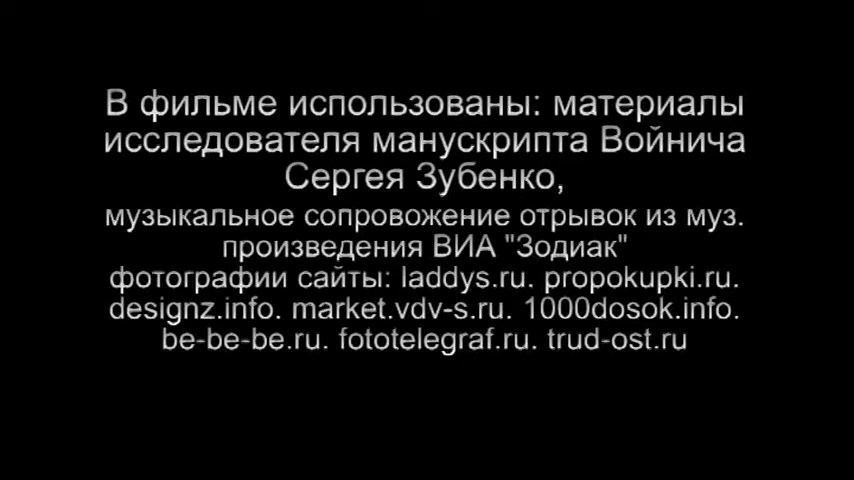 В фильме использованы: материалы
исследователя манускрипта Войнича
Сергея Зубенко,
музыкальное сопровожение отрывок из муз.
произведения ВИА "Зодиак"
фотографии сайты: laddys.ru. propokupki.ru.
designz.info. market.vdv-s.ru. 1000dosok.info.
be-be-be.ru. fototelegraf.ru. trud-ost.ru